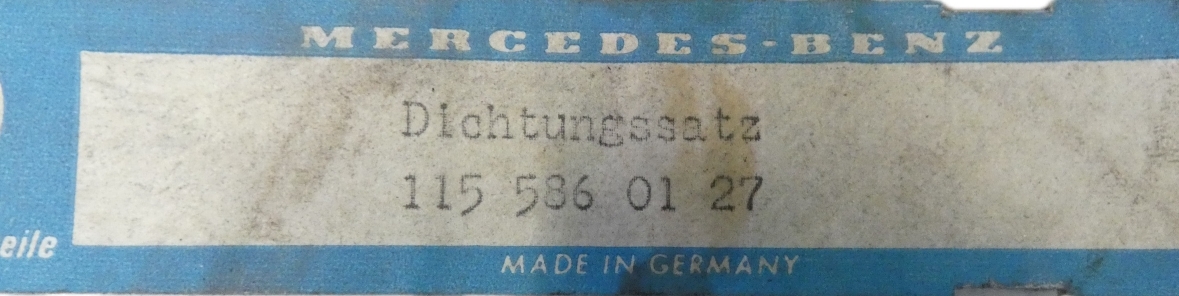 MERCEDES-BENZ
Dichtungssatz
115 586 01 27
eile
MADE IN GERMANY